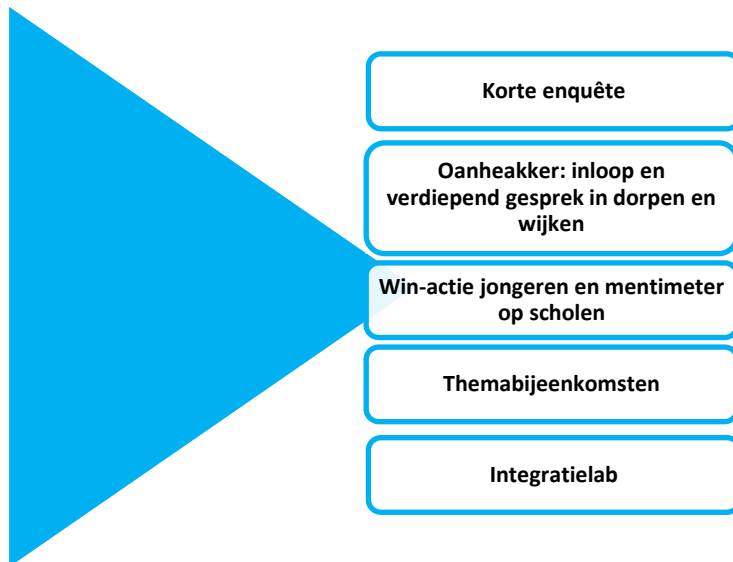 Korte enquête
Oanheakker: inloop en
verdiepend gesprek in dorpen en
wijken
Win-actie jongeren en mentimeter
op scholen
Themabijeenkomsten
Integratielab